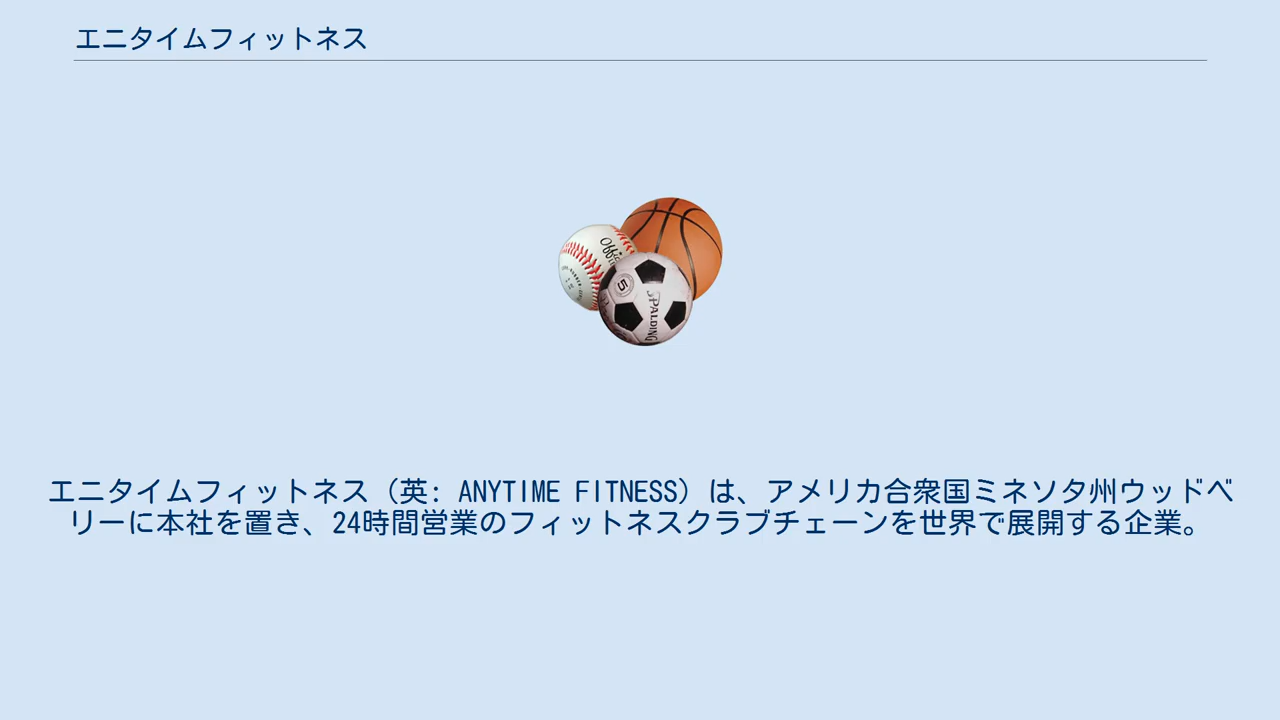 エニタイムフィットネス
Offic
5
SPALDING
エニタイムフィットネス（英: ANYTIME FITNESS）は、アメリカ合衆国ミネソタ州ウッドベ
リーに本社を置き、24時間営業のフィットネスクラブチェーンを世界で展開する企業。